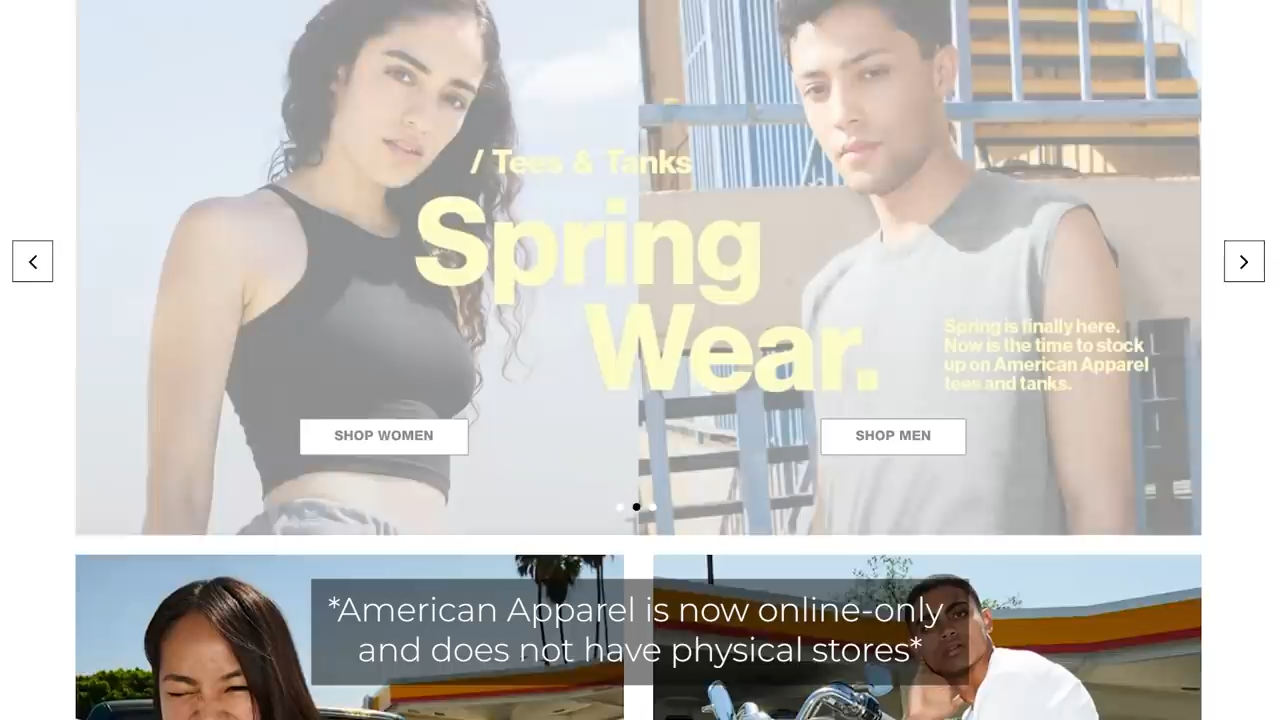 / Tees & Tanks
Spring
Wear.
Spring is finally here.
Now is the time to stock
up on American Apparel
tees and tanks.
SHOP WOMEN
SHOP MEN
*American Apparel is now online-only
and does not have physical stores*